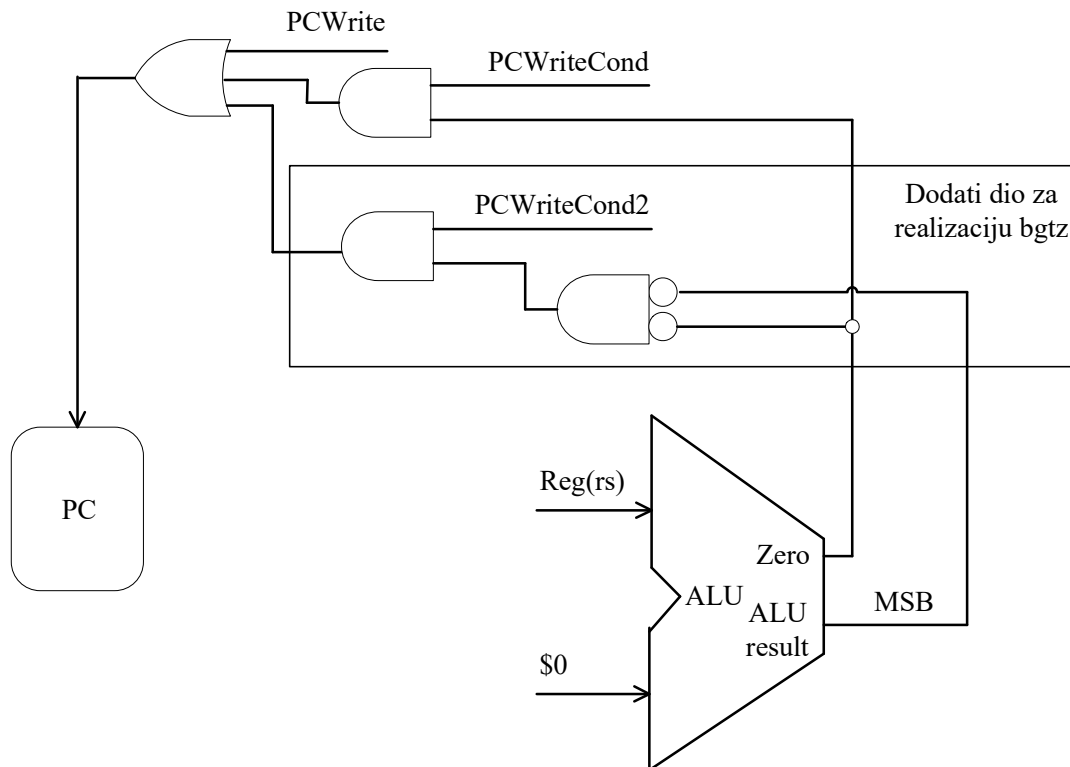 PCWrite
PCWriteCond
Dodati dio za
realizaciju bgtz
PCWriteCond2
PC
Reg(rs)
Zero
ALU
ALU
result
MSB
$0